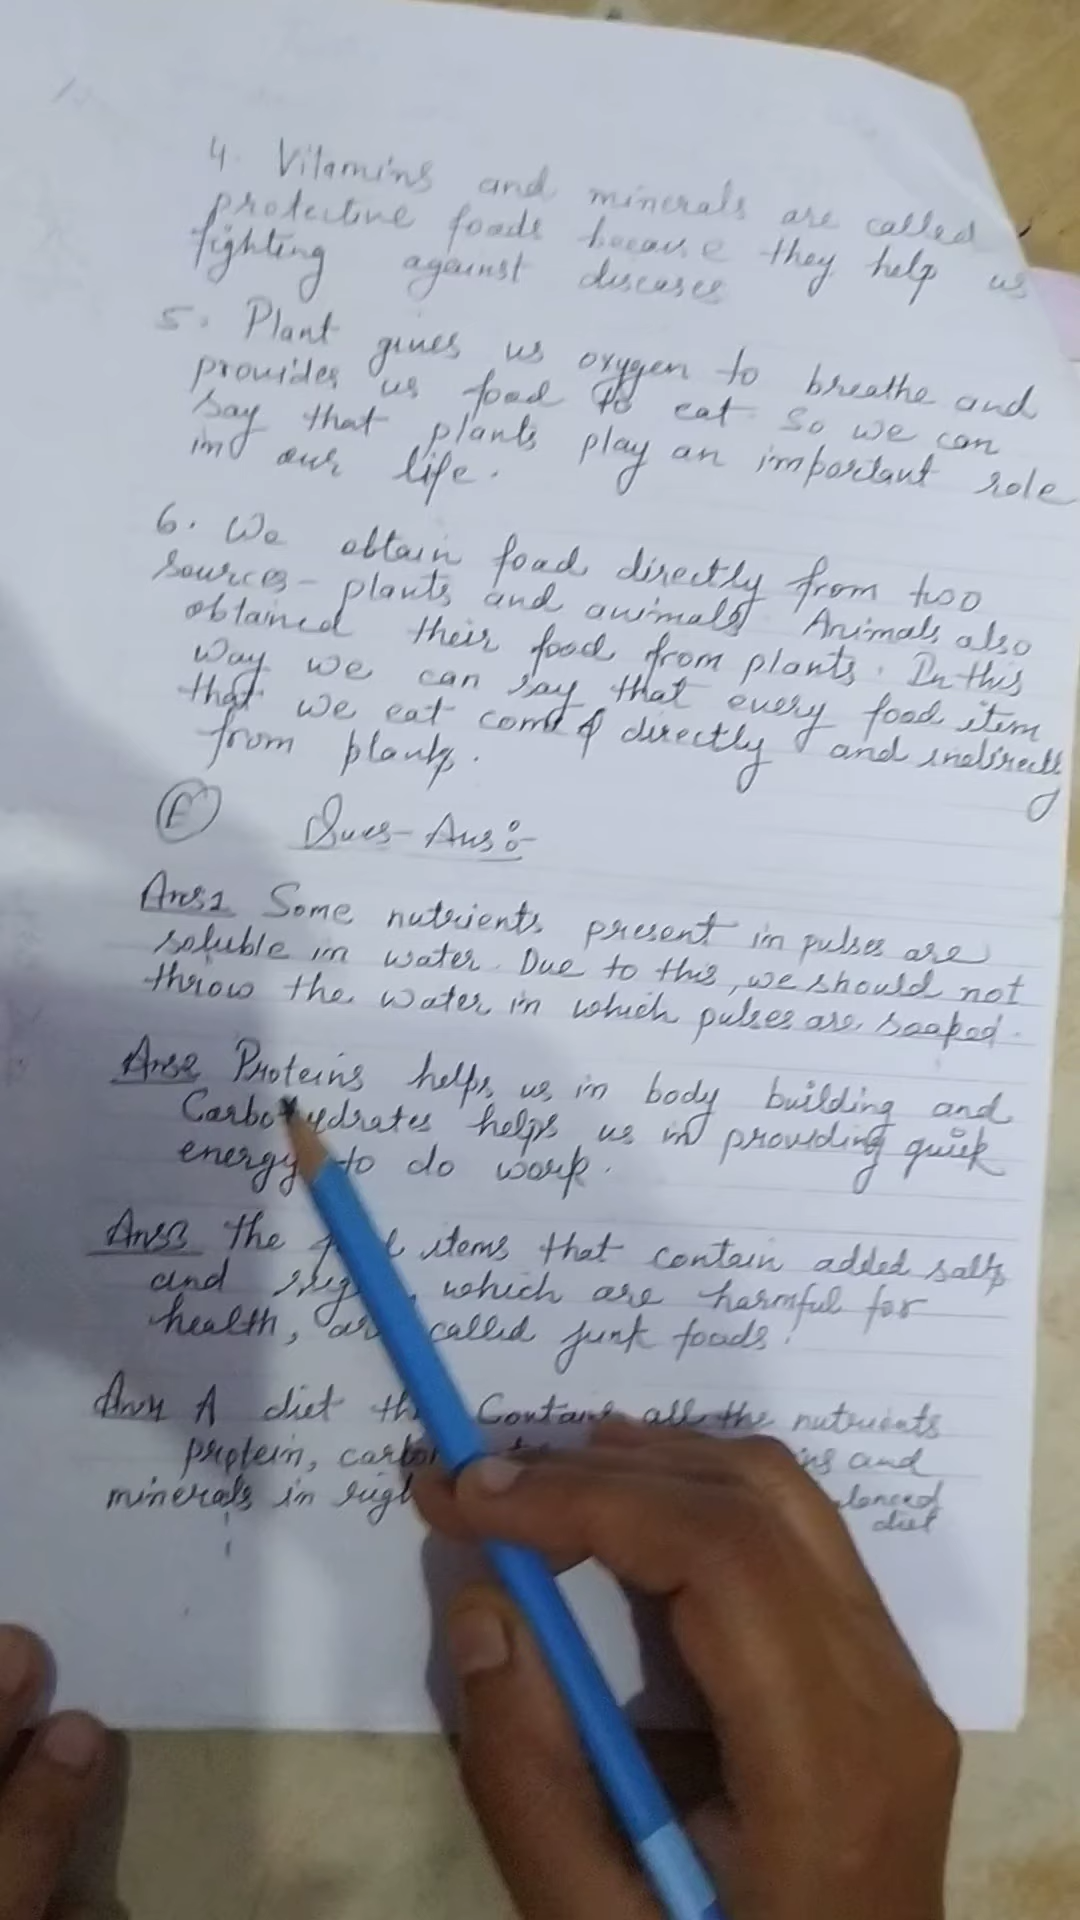 4. Vitamins and minerals are called
protective foods because they help us
fighting against diseases
5. Plant gives us oxygen to breathe and
provides us food to eat. So we can
say that plants play an important role
in our life.
6. We obtain food directly from two
sources - plants and animals. Animals also
obtained their food from plants. In this
way we can say that every food item
that we eat come directly and indirectly
from plants.
F Ques-Ans:-
Ans1 Some nutrients present in pulses are
soluble in water. Due to this, we should not
throw the water in which pulses are soaked.
Ans2 Proteins helps us in body building and
Carbohydrates helps us in providing quick
energy to do work.
Ans3 the items that contain added salts
and which are harmful for
health, called junk foods.
Ans4 A diet all the nutrients
protein, and
minerals in
diet